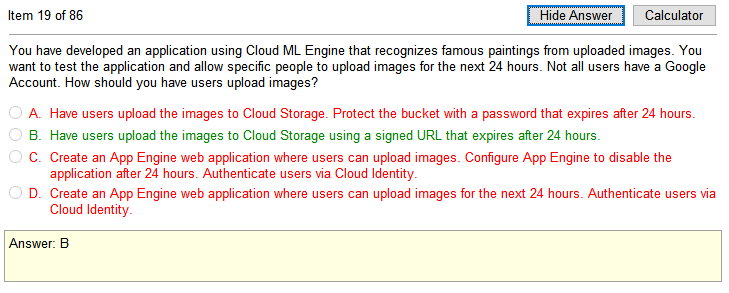 Item 19 of 86
Hide Answer
Calculator
You have developed an application using Cloud ML Engine that recognizes famous paintings from uploaded images. You
want to test the application and allow specific people to upload images for the next 24 hours. Not all users have a Google
Account. How should you have users upload images?
A. Have users upload the images to Cloud Storage. Protect the bucket with a password that expires after 24 hours.
B. Have users upload the images to Cloud Storage using a signed URL that expires after 24 hours.
C. Create an App Engine web application where users can upload images. Configure App Engine to disable the
application after 24 hours. Authenticate users via Cloud Identity.
D. Create an App Engine web application where users can upload images for the next 24 hours. Authenticate users via
Cloud Identity.
Answer: B